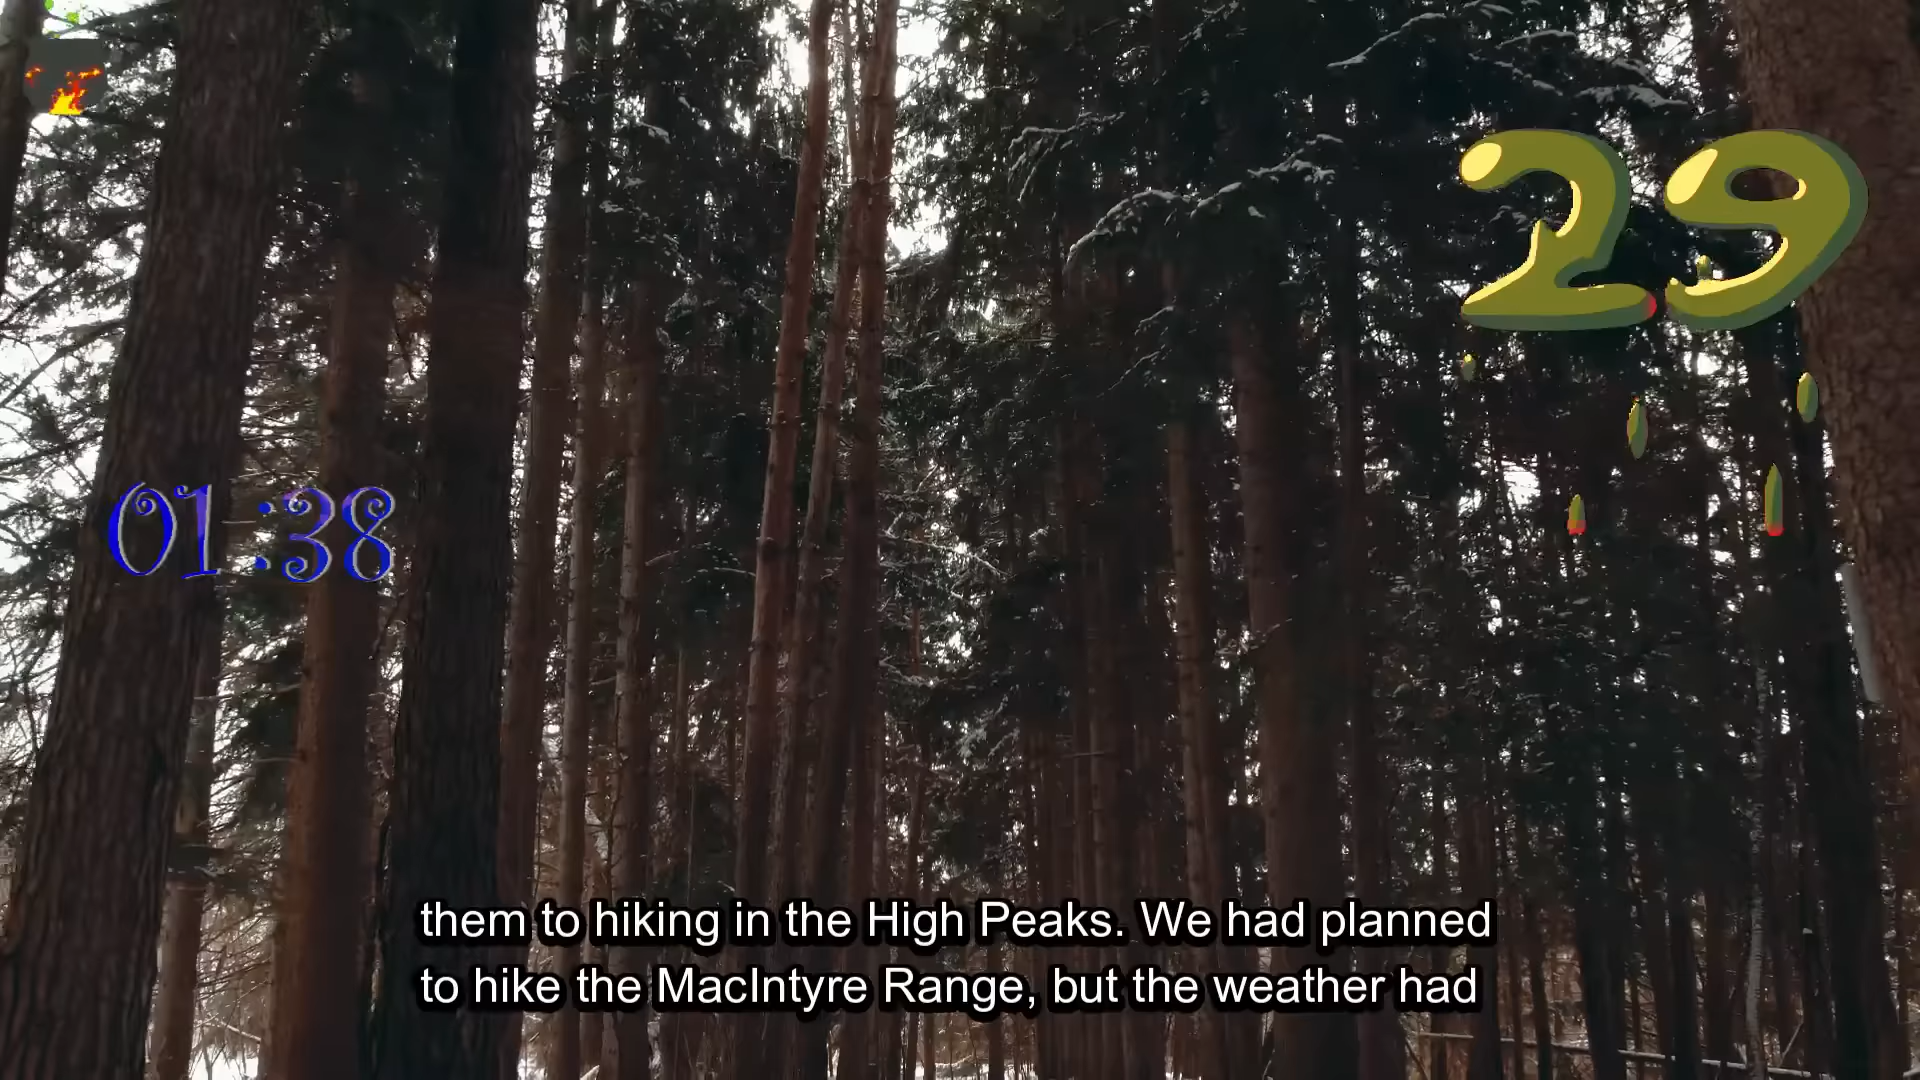 29
01:38
them to hiking in the High Peaks. We had planned
to hike the MacIntyre Range, but the weather had